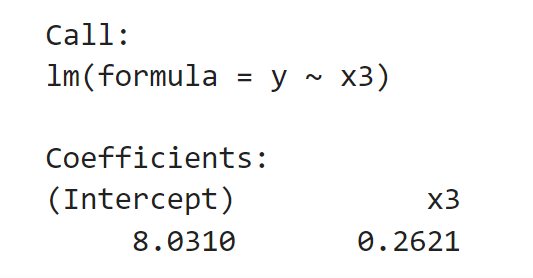 Call:
lm(formula = y ~ x3)
Coefficients:
(Intercept) x3
8.0310 0.2621